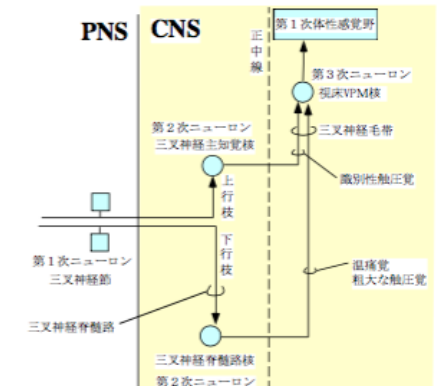 PNS
CNS
正中線
第1次体性感覚野
第3次ニューロン
視床VPM核
第2次ニューロン
三叉神経主知覚核
三叉神経毛帯
識別性触圧覚
上行枝
第1次ニューロン
三叉神経節
下行枝
温痛覚
粗大な触圧覚
三叉神経脊髄路
三叉神経脊髄路核
第2次ニューロン